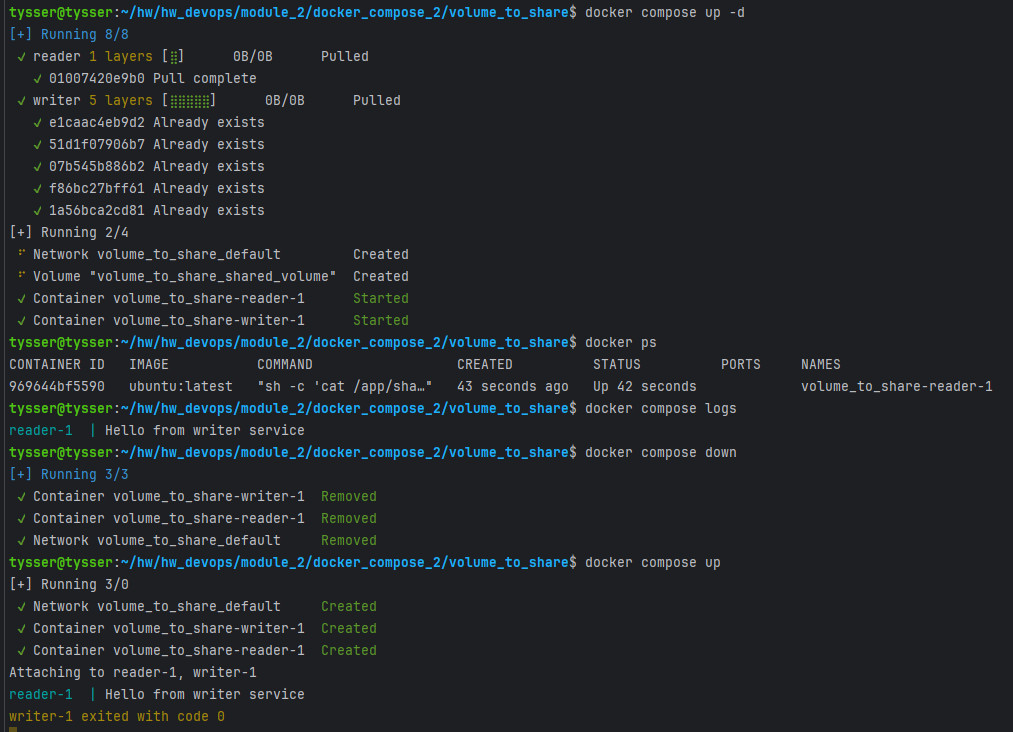 tysser@tysser:~/hw/hw_devops/module_2/docker_compose_2/volume_to_share$ docker compose up -d
[+] Running 8/8
✓ reader 1 layers [⣿] 0B/0B Pulled
✓ 01007420e9b0 Pull complete
✓ writer 5 layers [⣿⣿⣿⣿⣿] 0B/0B Pulled
✓ e1caac4eb9d2 Already exists
✓ 51d1f07906b7 Already exists
✓ 07b545b886b2 Already exists
✓ f86bc27bff61 Already exists
✓ 1a56bca2cd81 Already exists
[+] Running 2/4
⠋ Network volume_to_share_default Created
⠋ Volume "volume_to_share_shared_volume" Created
✓ Container volume_to_share-reader-1 Started
✓ Container volume_to_share-writer-1 Started
tysser@tysser:~/hw/hw_devops/module_2/docker_compose_2/volume_to_share$ docker ps
CONTAINER ID IMAGE COMMAND CREATED STATUS PORTS NAMES
969644bf5590 ubuntu:latest "sh -c 'cat /app/sha…" 43 seconds ago Up 42 seconds volume_to_share-reader-1
tysser@tysser:~/hw/hw_devops/module_2/docker_compose_2/volume_to_share$ docker compose logs
reader-1 | Hello from writer service
tysser@tysser:~/hw/hw_devops/module_2/docker_compose_2/volume_to_share$ docker compose down
[+] Running 3/3
✓ Container volume_to_share-writer-1 Removed
✓ Container volume_to_share-reader-1 Removed
✓ Network volume_to_share_default Removed
tysser@tysser:~/hw/hw_devops/module_2/docker_compose_2/volume_to_share$ docker compose up
[+] Running 3/0
✓ Network volume_to_share_default Created
✓ Container volume_to_share-writer-1 Created
✓ Container volume_to_share-reader-1 Created
Attaching to reader-1, writer-1
reader-1 | Hello from writer service
writer-1 exited with code 0